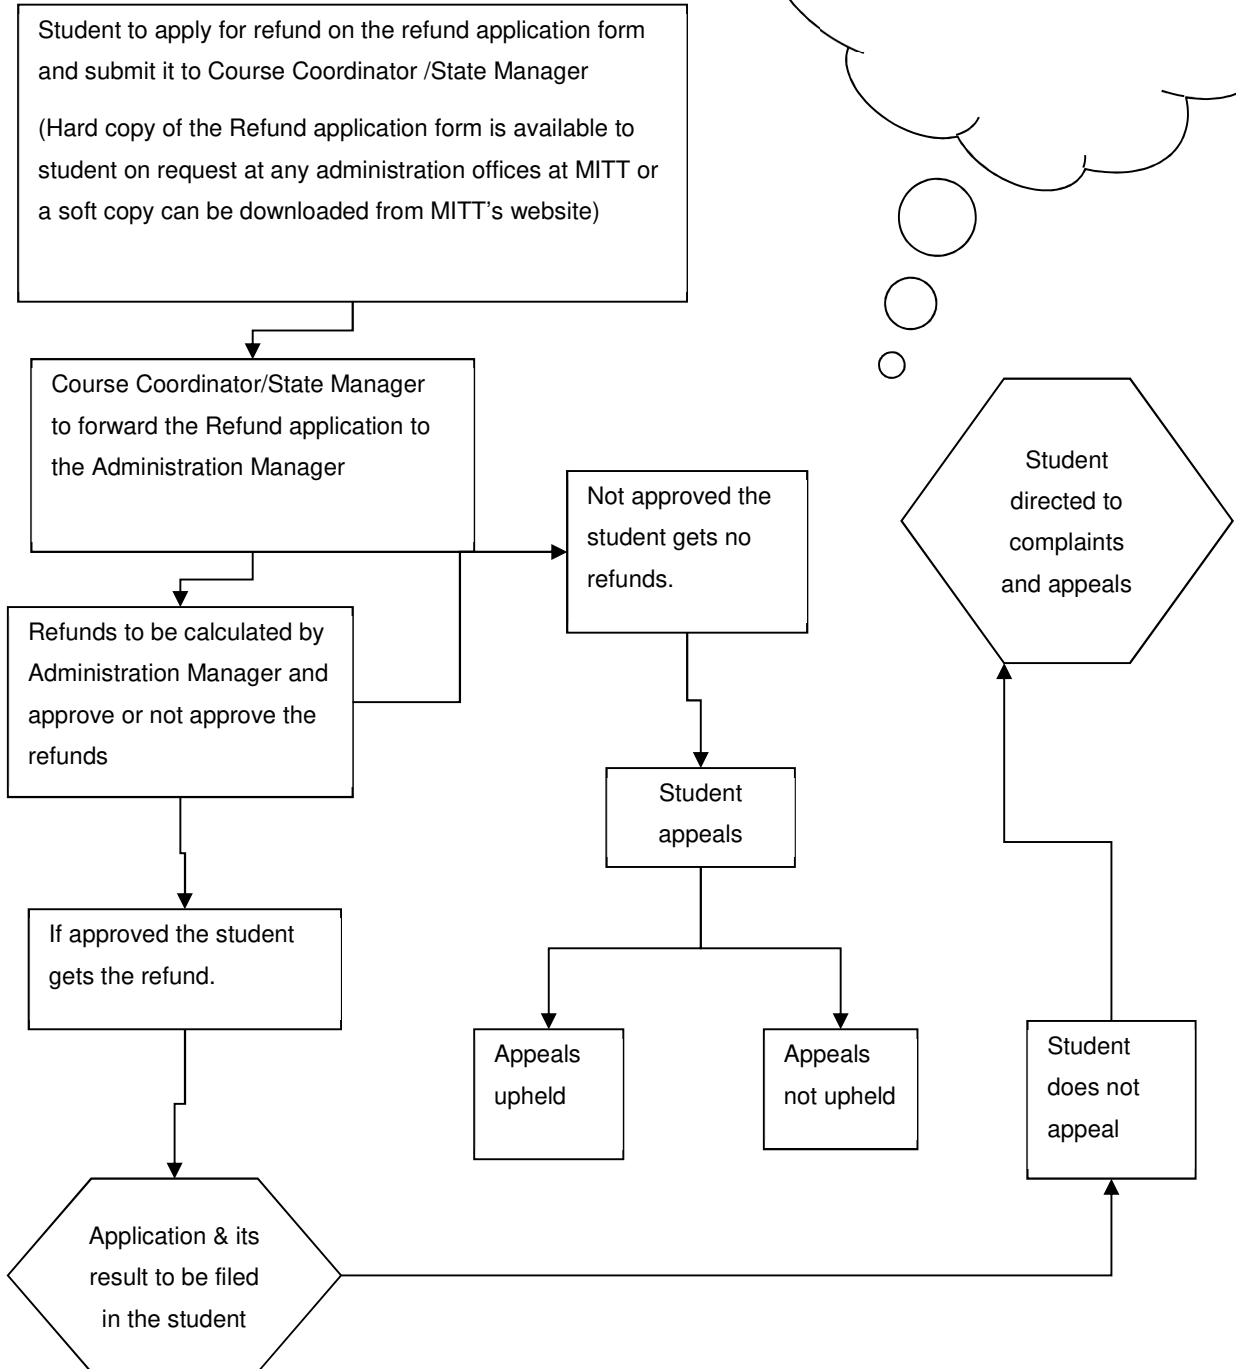 Student to apply for refund on the refund application form
and submit it to Course Coordinator /State Manager
(Hard copy of the Refund application form is available to
student on request at any administration offices at MITT or
a soft copy can be downloaded from MITT’s website)
Course Coordinator/State Manager
to forward the Refund application to
the Administration Manager
Not approved the
student gets no
refunds.
Student
directed to
complaints
and appeals
Refunds to be calculated by
Administration Manager and
approve or not approve the
refunds
Student
appeals
If approved the student
gets the refund.
Appeals
upheld
Appeals
not upheld
Student
does not
appeal
Application & its
result to be filed
in the student